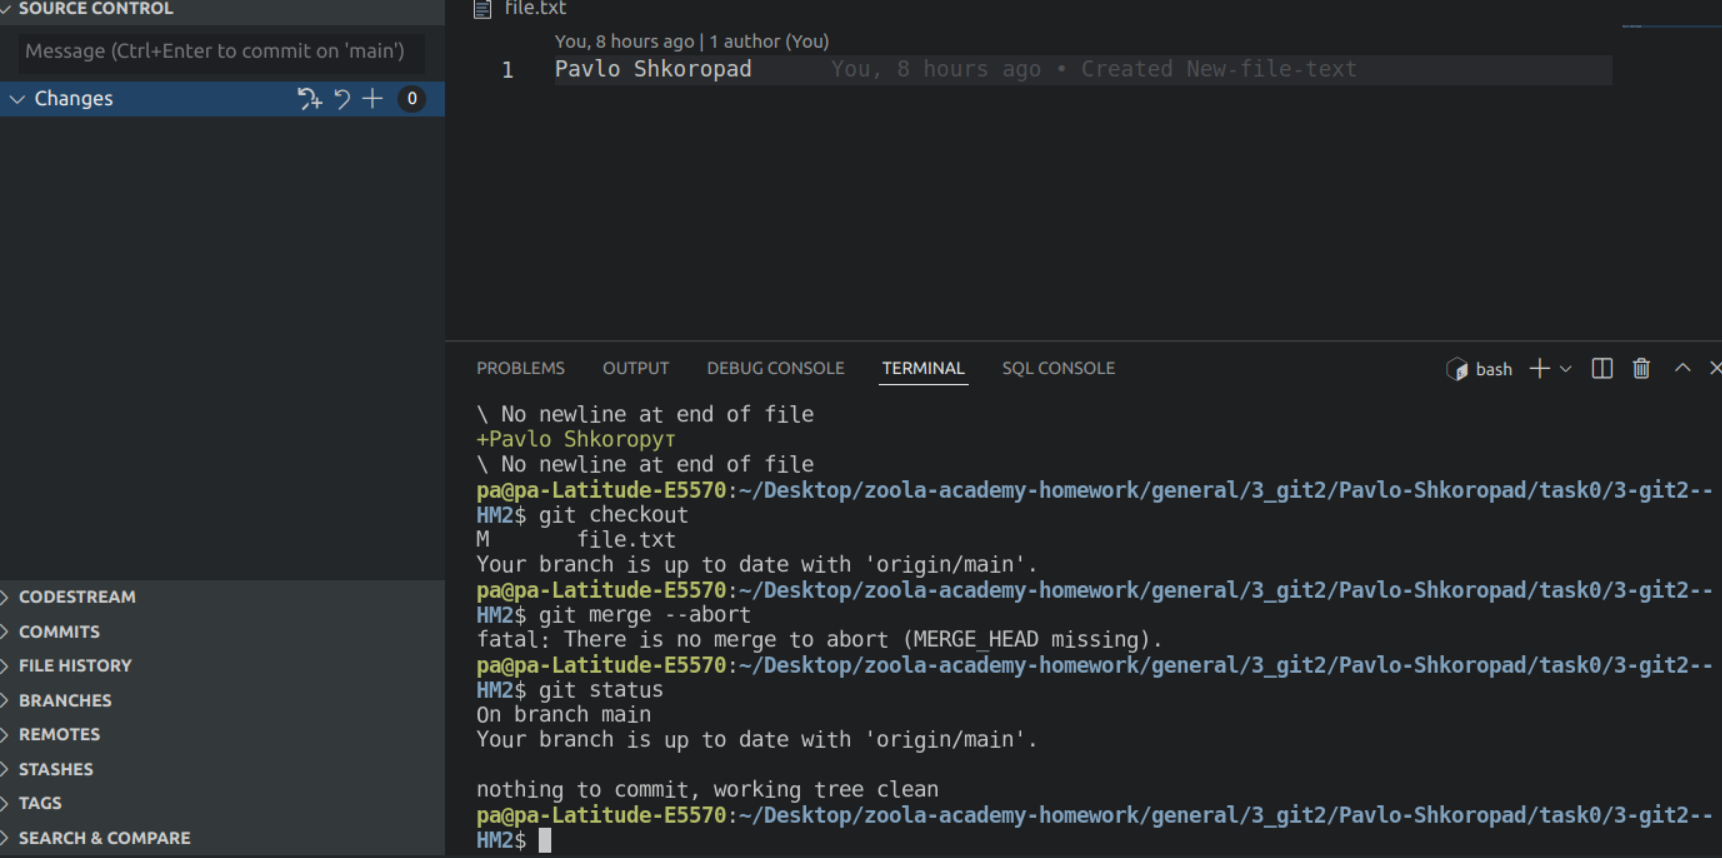 SOURCE CONTROL
Message (Ctrl+Enter to commit on 'main')
Changes 0
CODESTREAM
COMMITS
FILE HISTORY
BRANCHES
REMOTES
STASHES
TAGS
SEARCH & COMPARE
file.txt
You, 8 hours ago | 1 author (You)
1 Pavlo Shkoropad You, 8 hours ago • Created New-file-text
PROBLEMS OUTPUT DEBUG CONSOLE TERMINAL SQL CONSOLE bash
\ No newline at end of file
+Pavlo Shkoropyт
\ No newline at end of file
pa@pa-Latitude-E5570:~/Desktop/zoola-academy-homework/general/3_git2/Pavlo-Shkoropad/task0/3-git2--
HM2$ git checkout
M file.txt
Your branch is up to date with 'origin/main'.
pa@pa-Latitude-E5570:~/Desktop/zoola-academy-homework/general/3_git2/Pavlo-Shkoropad/task0/3-git2--
HM2$ git merge --abort
fatal: There is no merge to abort (MERGE_HEAD missing).
pa@pa-Latitude-E5570:~/Desktop/zoola-academy-homework/general/3_git2/Pavlo-Shkoropad/task0/3-git2--
HM2$ git status
On branch main
Your branch is up to date with 'origin/main'.
nothing to commit, working tree clean
pa@pa-Latitude-E5570:~/Desktop/zoola-academy-homework/general/3_git2/Pavlo-Shkoropad/task0/3-git2--
HM2$